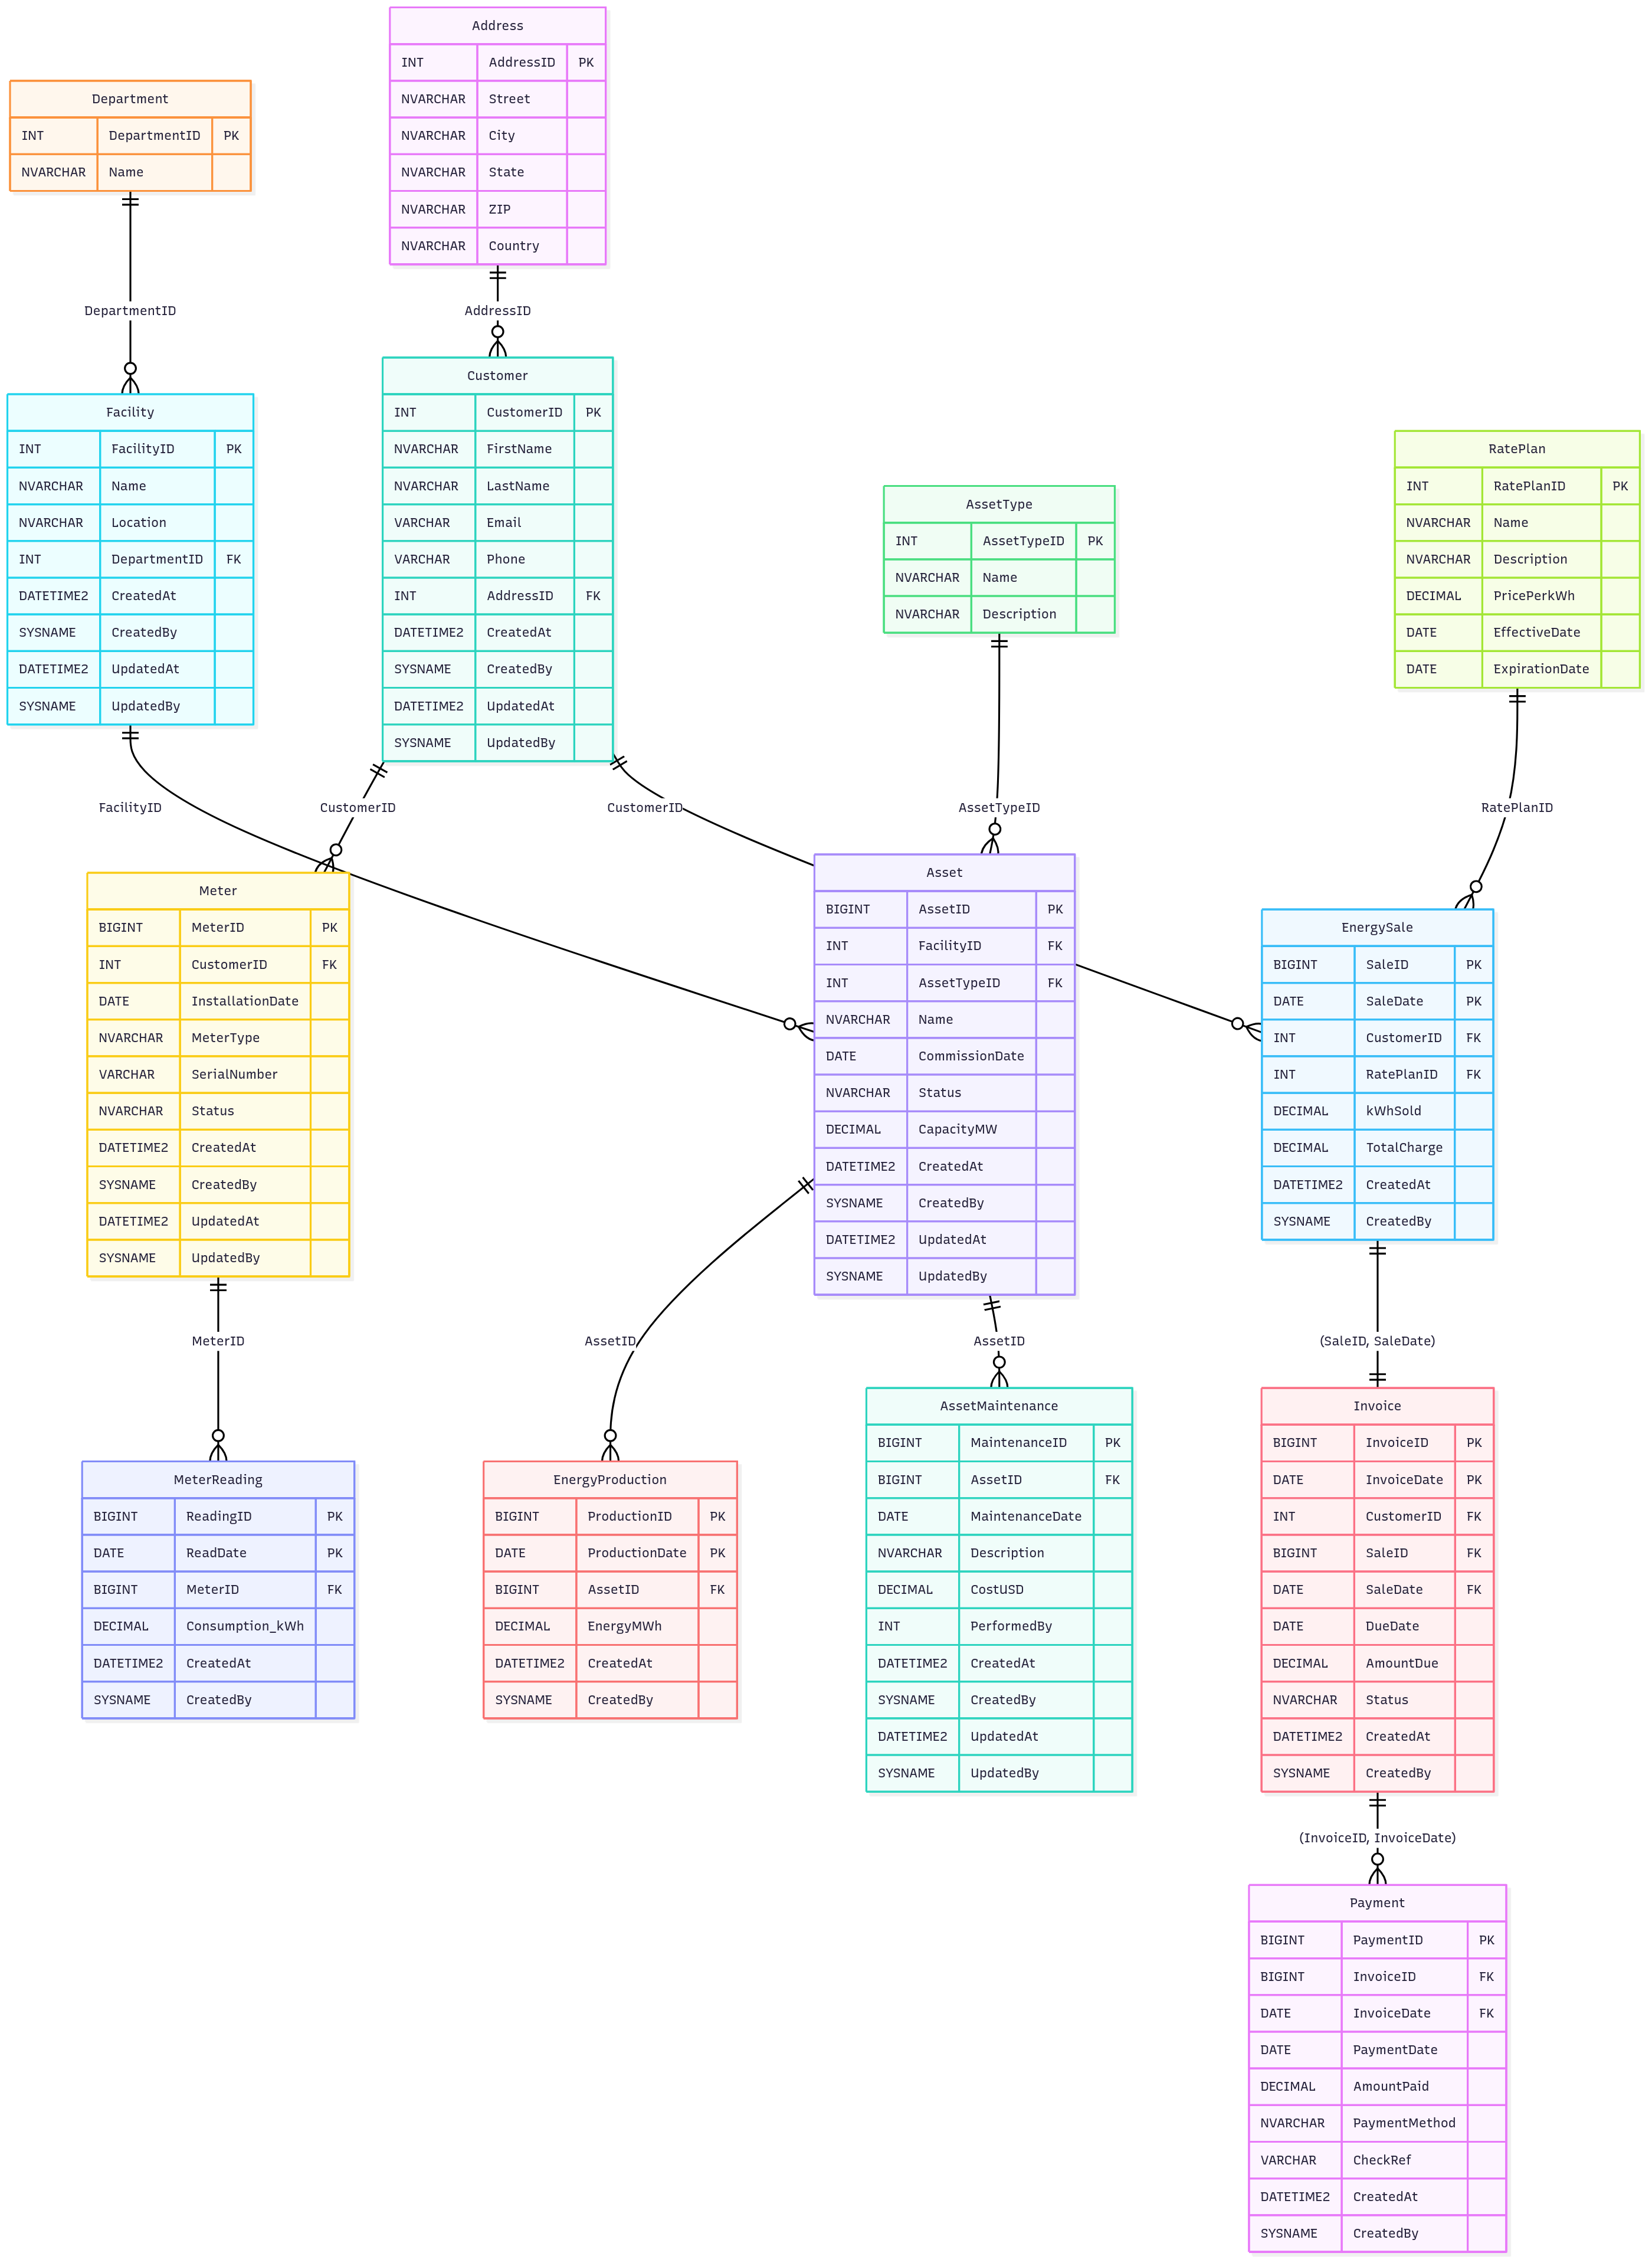 Address
INT AddressID PK
NVARCHAR Street
NVARCHAR City
NVARCHAR State
NVARCHAR ZIP
NVARCHAR Country
Department
INT DepartmentID PK
NVARCHAR Name
DepartmentID
AddressID
Facility
INT FacilityID PK
NVARCHAR Name
NVARCHAR Location
INT DepartmentID FK
DATETIME2 CreatedAt
SYSNAME CreatedBy
DATETIME2 UpdatedAt
SYSNAME UpdatedBy
Customer
INT CustomerID PK
NVARCHAR FirstName
NVARCHAR LastName
VARCHAR Email
VARCHAR Phone
INT AddressID FK
DATETIME2 CreatedAt
SYSNAME CreatedBy
DATETIME2 UpdatedAt
SYSNAME UpdatedBy
AssetType
INT AssetTypeID PK
NVARCHAR Name
NVARCHAR Description
RatePlan
INT RatePlanID PK
NVARCHAR Name
NVARCHAR Description
DECIMAL PricePerkWh
DATE EffectiveDate
DATE ExpirationDate
FacilityID
CustomerID
CustomerID
AssetTypeID
RatePlanID
Meter
BIGINT MeterID PK
INT CustomerID FK
DATE InstallationDate
NVARCHAR MeterType
VARCHAR SerialNumber
NVARCHAR Status
DATETIME2 CreatedAt
SYSNAME CreatedBy
DATETIME2 UpdatedAt
SYSNAME UpdatedBy
Asset
BIGINT AssetID PK
INT FacilityID FK
INT AssetTypeID FK
NVARCHAR Name
DATE CommissionDate
NVARCHAR Status
DECIMAL CapacityMW
DATETIME2 CreatedAt
SYSNAME CreatedBy
DATETIME2 UpdatedAt
SYSNAME UpdatedBy
EnergySale
BIGINT SaleID PK
DATE SaleDate PK
INT CustomerID FK
INT RatePlanID FK
DECIMAL kWhSold
DECIMAL TotalCharge
DATETIME2 CreatedAt
SYSNAME CreatedBy
MeterID
AssetID
AssetID
(SaleID, SaleDate)
MeterReading
BIGINT ReadingID PK
DATE ReadDate PK
BIGINT MeterID FK
DECIMAL Consumption_kWh
DATETIME2 CreatedAt
SYSNAME CreatedBy
EnergyProduction
BIGINT ProductionID PK
DATE ProductionDate PK
BIGINT AssetID FK
DECIMAL EnergyMWh
DATETIME2 CreatedAt
SYSNAME CreatedBy
AssetMaintenance
BIGINT MaintenanceID PK
BIGINT AssetID FK
DATE MaintenanceDate
NVARCHAR Description
DECIMAL CostUSD
INT PerformedBy
DATETIME2 CreatedAt
SYSNAME CreatedBy
DATETIME2 UpdatedAt
SYSNAME UpdatedBy
Invoice
BIGINT InvoiceID PK
DATE InvoiceDate PK
INT CustomerID FK
BIGINT SaleID FK
DATE SaleDate FK
DATE DueDate
DECIMAL AmountDue
NVARCHAR Status
DATETIME2 CreatedAt
SYSNAME CreatedBy
(InvoiceID, InvoiceDate)
Payment
BIGINT PaymentID PK
BIGINT InvoiceID FK
DATE InvoiceDate FK
DATE PaymentDate
DECIMAL AmountPaid
NVARCHAR PaymentMethod
VARCHAR CheckRef
DATETIME2 CreatedAt
SYSNAME CreatedBy